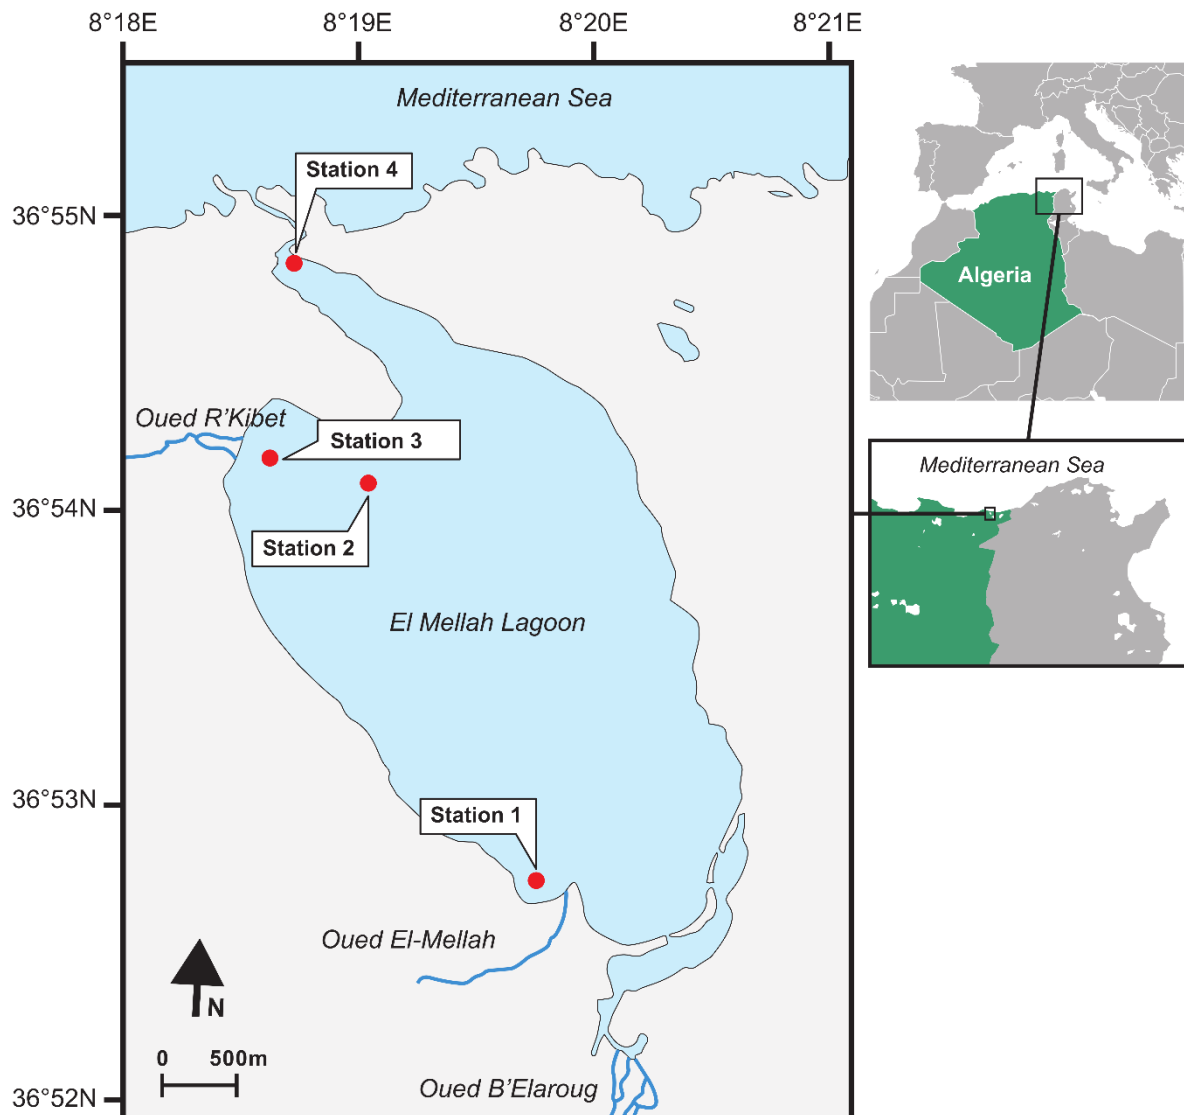 8°18E 8°19E 8°20E 8°21E
Mediterranean Sea
Station 4
36°55N
Algeria
Oued R'Kibet
Station 3
Mediterranean Sea
36°54N
Station 2
El Mellah Lagoon
36°53N
Station 1
Oued El-Mellah
N
0 500m
Oued B'Elaroug
36°52N